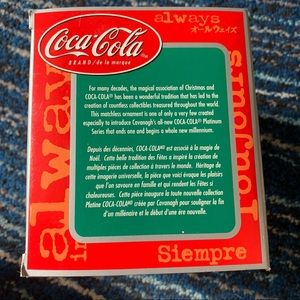 always
オールウェイズ
Coca-Cola
BRAND / de la marque
For many decades, the magical association of Christmas and
COCA-COLA® has been a wonderful tradition that has led to the
creation of countless collectibles treasured throughout the world.
This matchless ornament is one of only a very few created
especially to introduce Cavanagh's all-new COCA-COLA® Platinum
Series that ends one and begins a whole new millennium.
Depuis des décennies, COCA-COLA® est associé à la magie de
Noël. Cette belle tradition des Fêtes a inspiré la création de
multiples pièces de collection à travers le monde. Héritage de
cette imagerie universelle, la pièce que voici évoque les plaisirs
que l'on savoure en famille et qui rendent les Fêtes si
chaleureuses. Cette pièce inaugure la toute nouvelle collection
Platine COCA-COLA® créée par Cavanagh pour souligner la fin
d'un millénaire et le début d'une ère nouvelle.
always
Toujours
Siempre